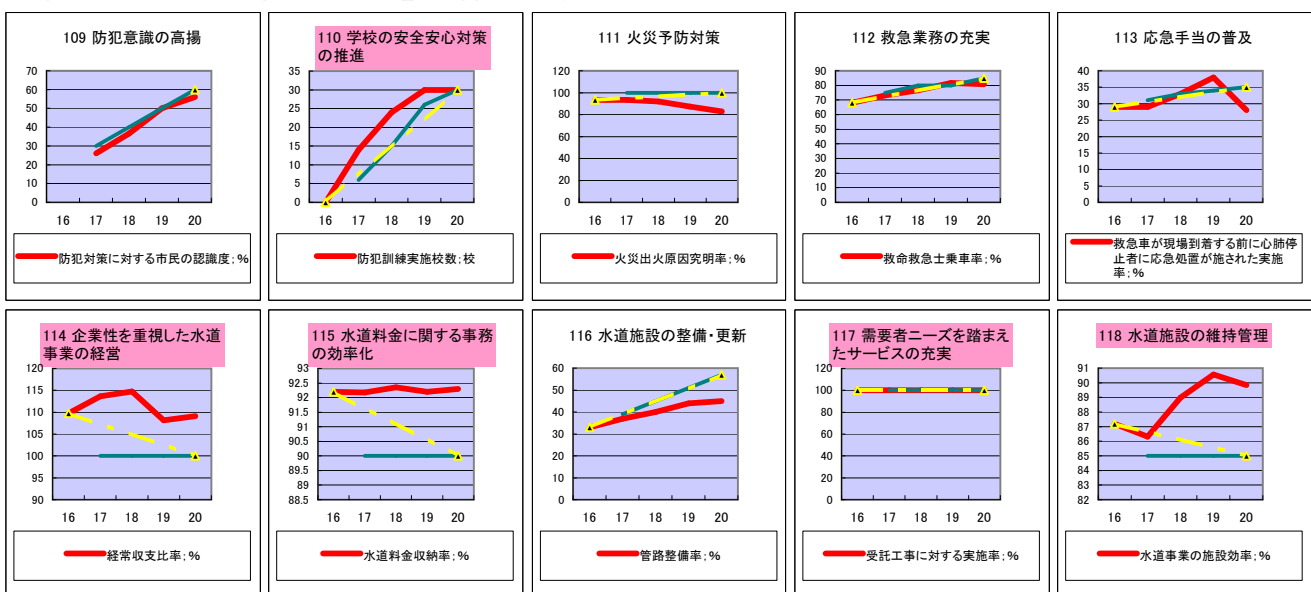 109 防犯意識の高揚
70
60
50
40
30
20
10
0
16 17 18 19 20
防犯対策に対する市民の認識度;%
110 学校の安全安心対策
の推進
35
30
25
20
15
10
5
0
16 17 18 19 20
防犯訓練実施校数;校
111 火災予防対策
120
100
80
60
40
20
0
16 17 18 19 20
火災出火原因究明率;%
112 救急業務の充実
90
80
70
60
50
40
30
20
10
0
16 17 18 19 20
救命救急士乗車率;%
113 応急手当の普及
40
35
30
25
20
15
10
5
0
16 17 18 19 20
救急車が現場到着する前に心肺停
止者に応急処置が施された実施
率;%
114 企業性を重視した水道
事業の経営
120
115
110
105
100
95
90
16 17 18 19 20
経常収支比率;%
115 水道料金に関する事務
の効率化
93
92.5
92
91.5
91
90.5
90
89.5
89
88.5
16 17 18 19 20
水道料金収納率;%
116 水道施設の整備・更新
60
50
40
30
20
10
0
16 17 18 19 20
管路整備率;%
117 需要者ニーズを踏まえ
たサービスの充実
120
100
80
60
40
20
0
16 17 18 19 20
受託工事に対する実施率;%
118 水道施設の維持管理
91
90
89
88
87
86
85
84
83
82
16 17 18 19 20
水道事業の施設効率;%